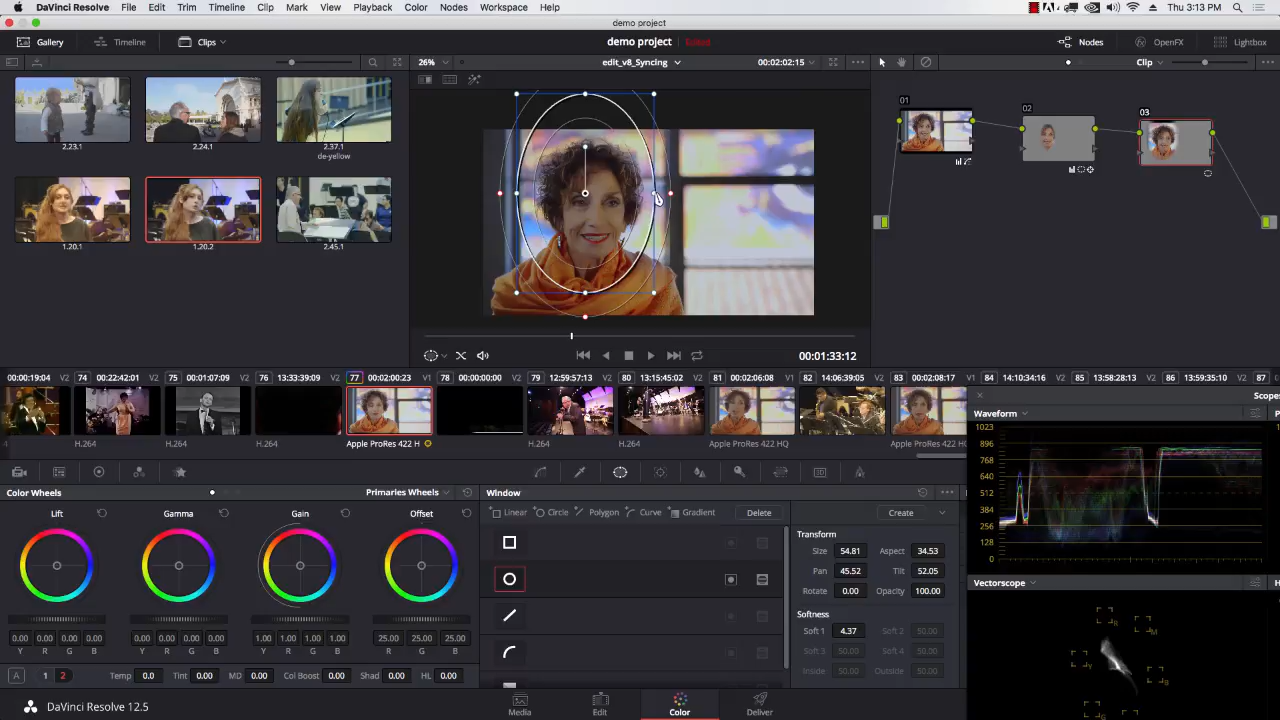 DaVinci Resolve File Edit Trim Timeline Clip Mark View Playback Color Nodes Workspace Help Thu 3:13 PM
demo project
Gallery Timeline Clips demo project Edited Nodes OpenFX Lightbox
26% edit_v8_Syncing 00:02:02:15 Clip
2.23.1 2.24.1 2.37.1
de-yellow
1.20.1 1.20.2 2.45.1
01 02 03
00:01:33:12
00:00:19:04 V2 74 00:22:42:01 V2 75 00:01:07:09 V2 76 13:33:39:09 V2 77 00:02:00:23 V1 78 00:00:00:00 V2 79 12:59:57:13 V2 80 13:15:45:02 V2 81 00:02:06:08 V1 82 14:06:39:05 V2 83 00:02:08:17 V1 84 14:10:34:16 V2 85 13:58:28:13 V2 86 13:59:35:10 V2 87
4 H.264 H.264 H.264 Apple ProRes 422 H H.264 H.264 Apple ProRes 422 HQ H.264 Apple ProRes 422 HQ
Scopes
Waveform
1023
896
768
640
512
384
256
128
0
Color Wheels Primaries Wheels
Lift Gamma Gain Offset
0.00 0.00 0.00 0.00 0.00 0.00 0.00 0.00 1.00 1.00 1.00 1.00 25.00 25.00 25.00
Y R G B Y R G B Y R G B R G B
A 1 2 Temp 0.0 Tint 0.00 MD 0.00 Col Boost 0.00 Shad 0.00 HL 0.00
Window
Linear Circle Polygon Curve Gradient Delete Create
Transform
Size 54.81 Aspect 34.53
Pan 45.52 Tilt 52.05
Rotate 0.00 Opacity 100.00
Softness
Soft 1 4.37 Soft 2 50.00
Soft 3 50.00 Soft 4 50.00
Inside 50.00 Outside 50.00
Vectorscope
R
M
Y
B
DaVinci Resolve 12.5 Media Edit Color Deliver